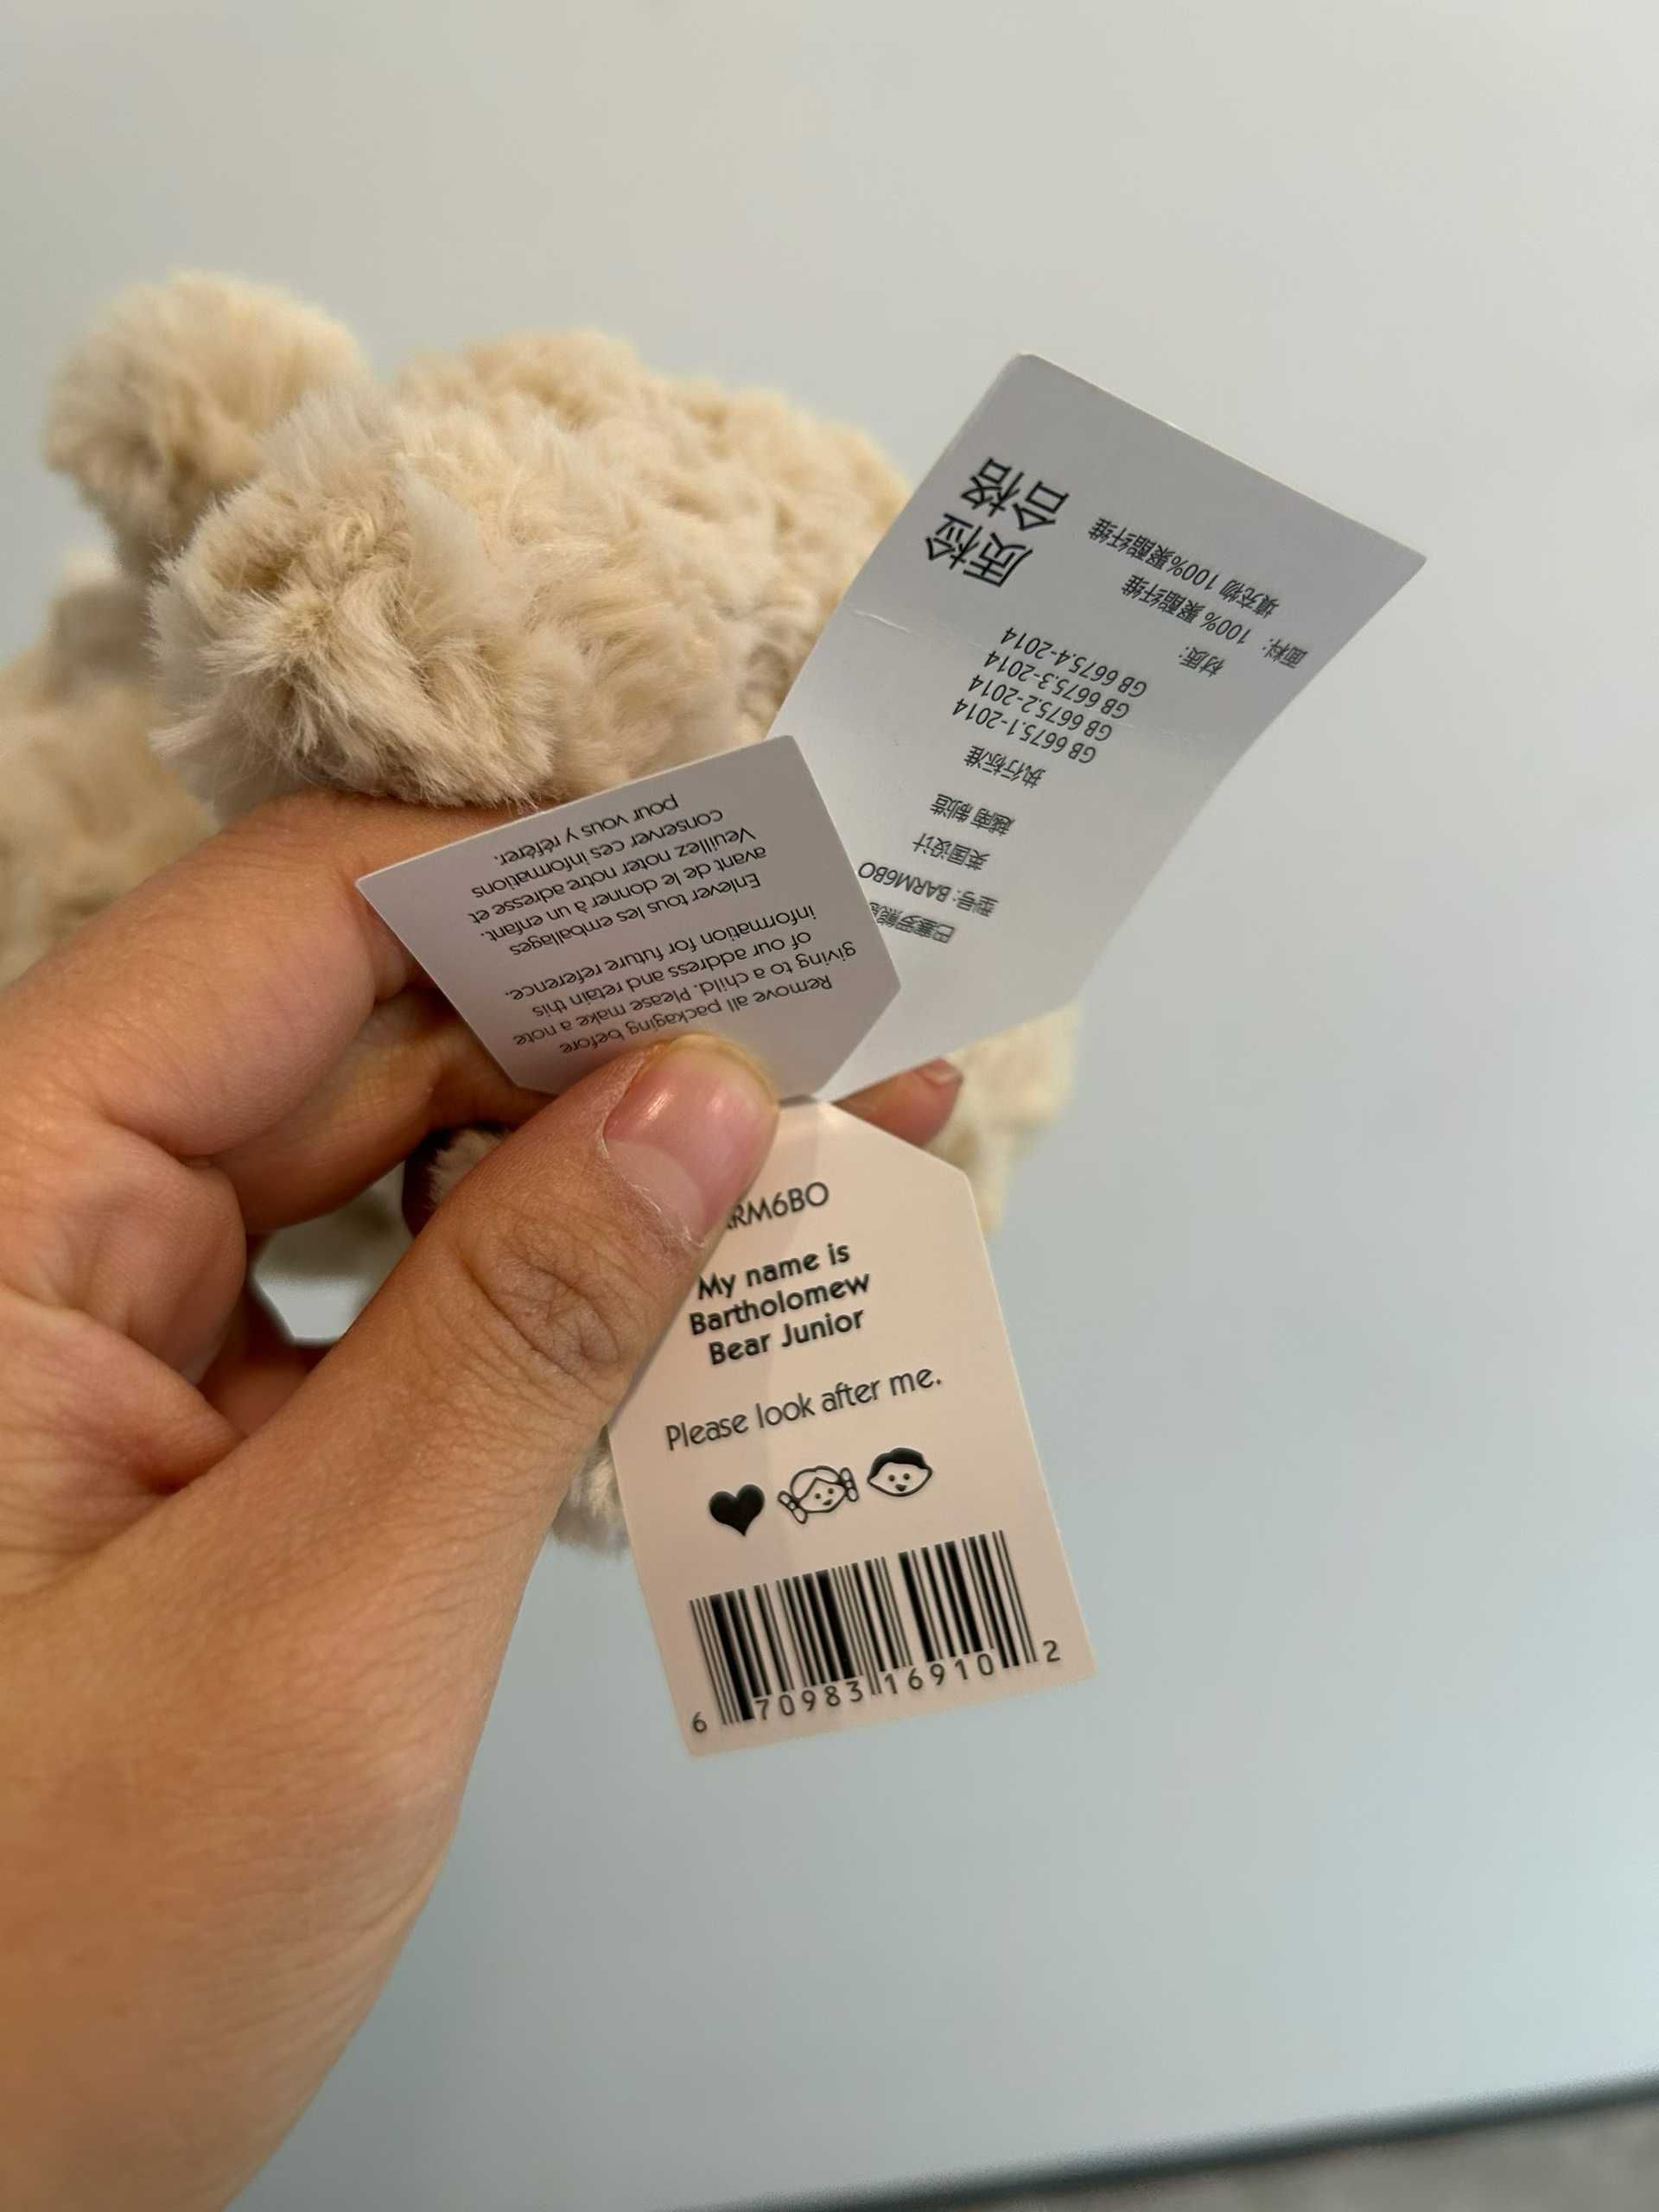 RM6BO
My name is
Bartholomew
Bear Junior
Please look after me.
6 70983 16910 2
Remove all packaging before
giving to a child. Please make a note
of our address and retain this
information for future reference.
Enlever tous les emballages
avant de le donner à un enfant.
Veuillez noter notre adresse et
conserver ces informations
pour vous y référer.
巴塞罗熊
型号: BARM6BO
英国设计
越南 制造
执行标准
GB 6675.1-2014
GB 6675.2-2014
GB 6675.3-2014
GB 6675.4-2014
材质:
面料: 100% 聚酯纤维
填充物 100%聚酯纤维
质检
合格